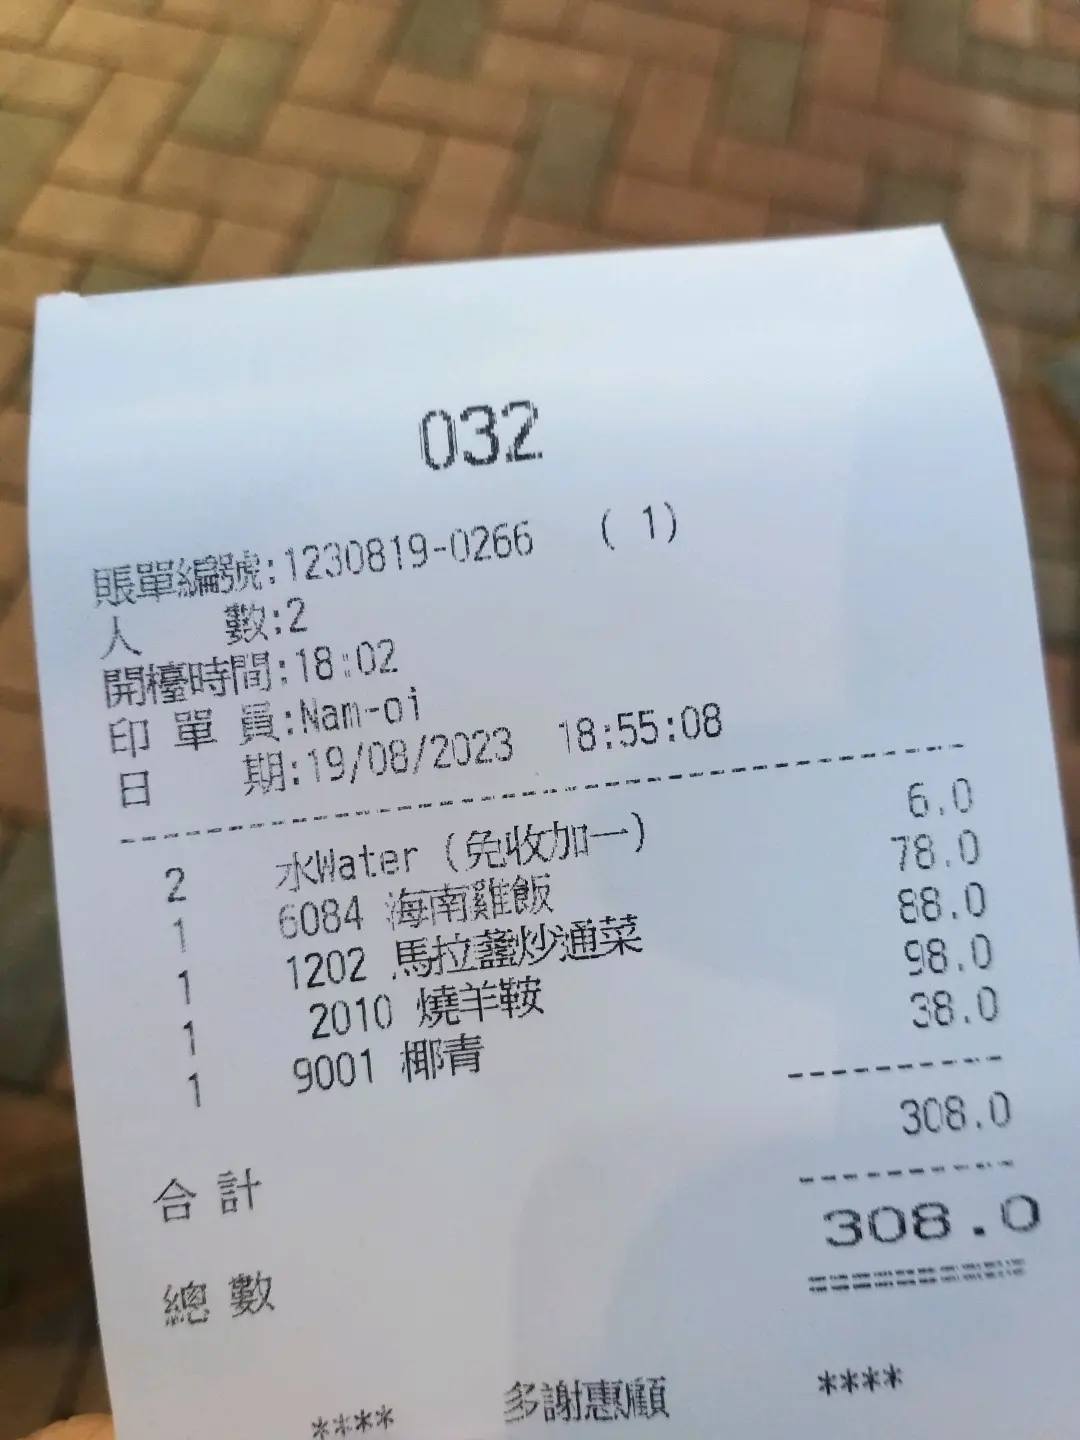 032
賬單編號:1230819-0266 ( 1)
人 數:2
開檯時間:18:02
印 單 員:Nam-oi
日 期:19/08/2023 18:55:08
2 水Water (免收加一) 6.0
1 6084 海南雞飯 78.0
1 1202 馬拉盞炒通菜 88.0
1 2010 燒羊鞍 98.0
1 9001 椰青 38.0
308.0
合 計
308.0
總 數
**** 多謝惠顧 ****